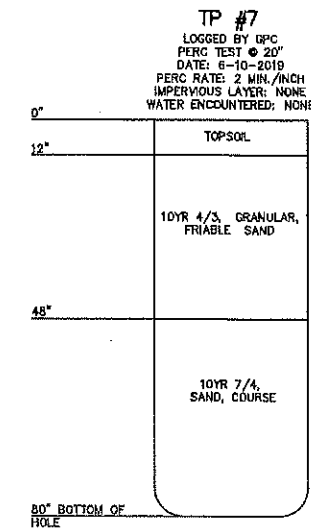 TP #7
LOGGED BY GPC
PERC TEST @ 20"
DATE: 6-10-2019
PERC RATE: 2 MIN./INCH
IMPERVIOUS LAYER: NONE
WATER ENCOUNTERED: NONE
0"
TOPSOIL
12"
10YR 4/3, GRANULAR,
FRIABLE SAND
48"
10YR 7/4,
SAND, COURSE
80" BOTTOM OF
HOLE